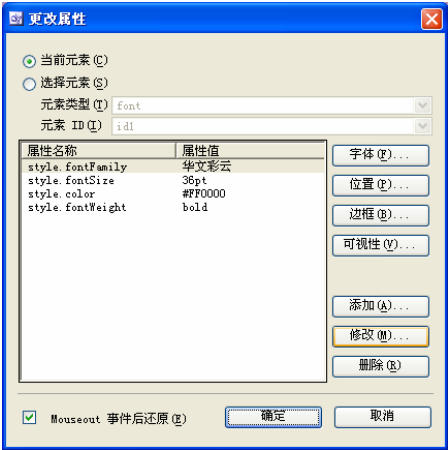 更改属性
当前元素(C)
选择元素(S)
元素类型(T) font
元素 ID(I) id1
属性名称 属性值
style.fontFamily 华文彩云
style.fontSize 36pt
style.color #FF0000
style.fontWeight bold
字体(F)...
位置(P)...
边框(B)...
可视性(V)...
添加(A)...
修改(M)...
删除(R)
Mouseout 事件后还原(E)
确定
取消